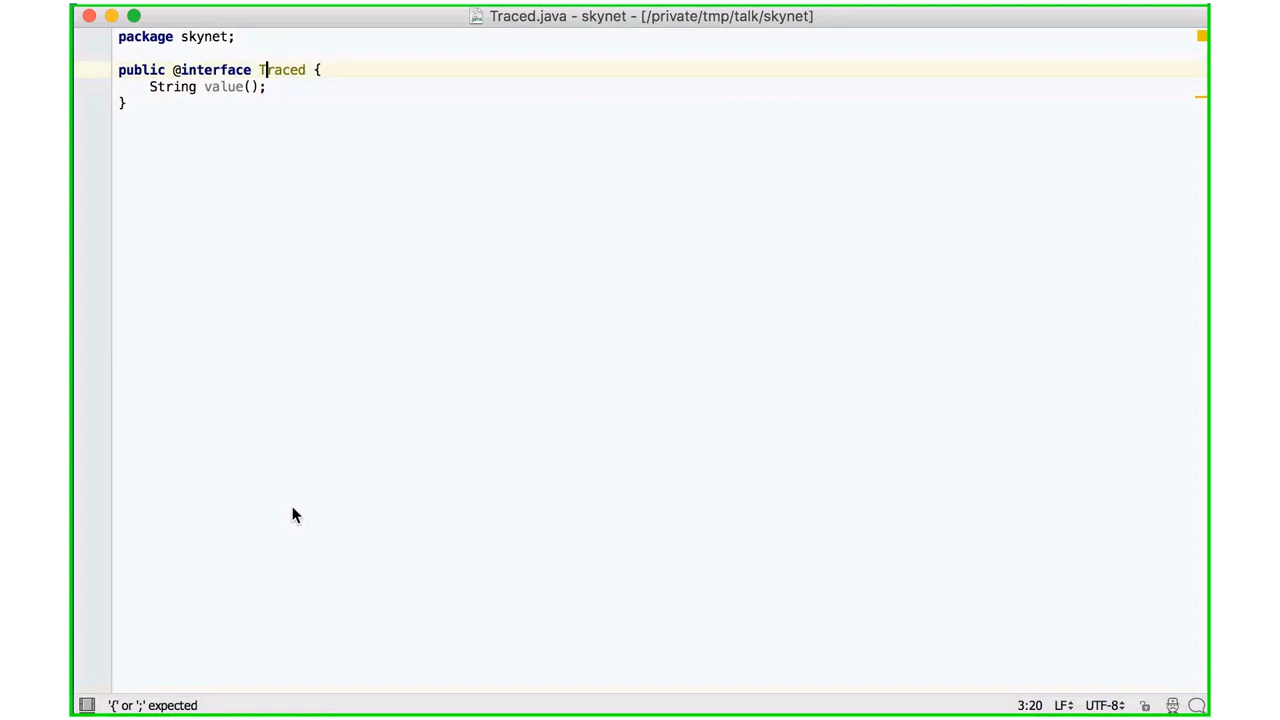 Traced.java - skynet - [/private/tmp/talk/skynet]
package skynet;
public @interface Traced {
String value();
}
'{' or ';' expected
3:20 LF UTF-8